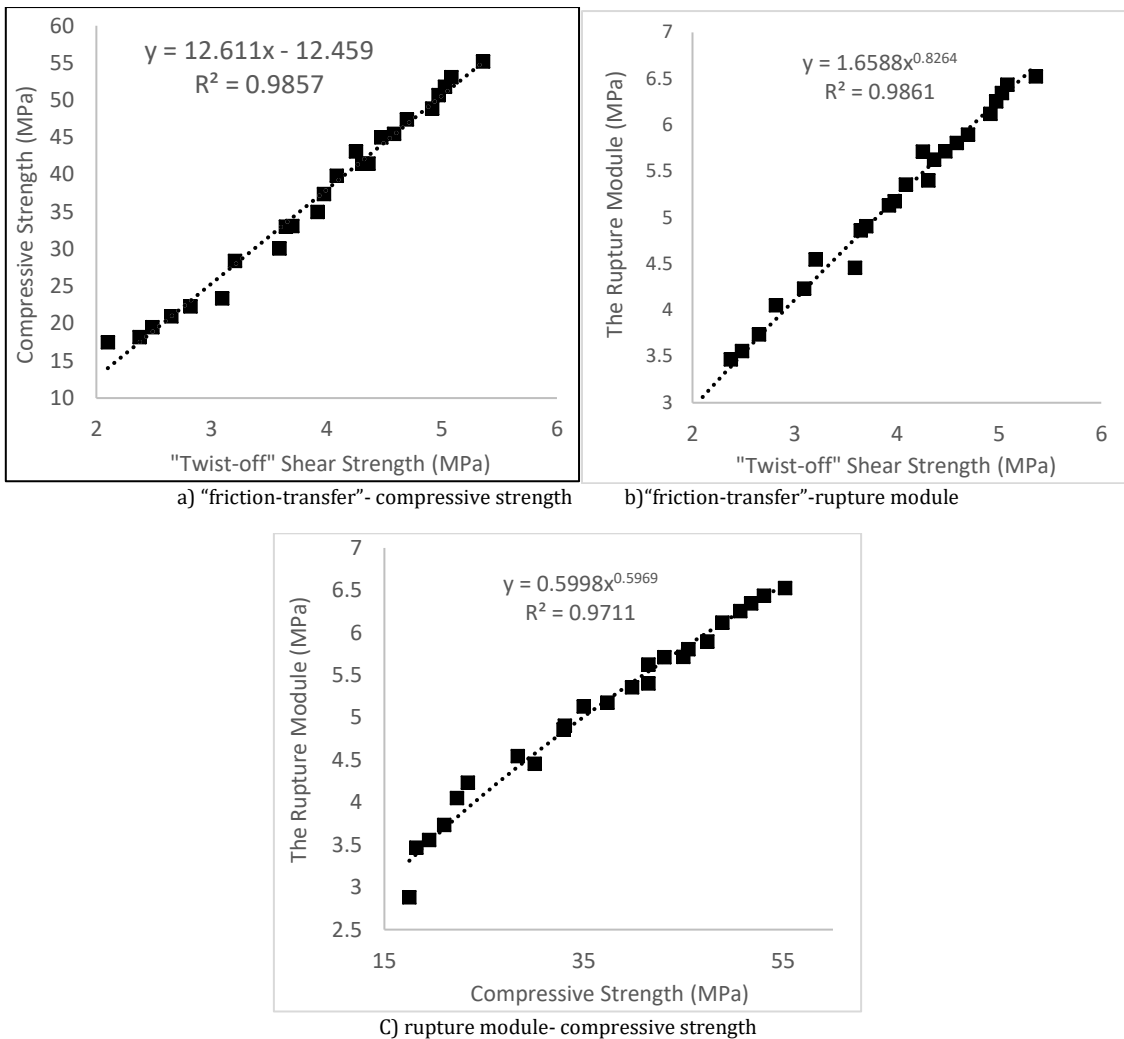 y = 12.611x - 12.459
R² = 0.9857
Compressive Strength (MPa)
60
55
50
45
40
35
30
25
20
15
10
2 3 4 5 6
"Twist-off" Shear Strength (MPa)
a) “friction-transfer”- compressive strength
y = 1.6588x^0.8264
R² = 0.9861
The Rupture Module (MPa)
7
6.5
6
5.5
5
4.5
4
3.5
3
2 3 4 5 6
"Twist-off" Shear Strength (MPa)
b)“friction-transfer”-rupture module
y = 0.5998x^0.5969
R² = 0.9711
The Rupture Module (MPa)
7
6.5
6
5.5
5
4.5
4
3.5
3
2.5
15 35 55
Compressive Strength (MPa)
C) rupture module- compressive strength